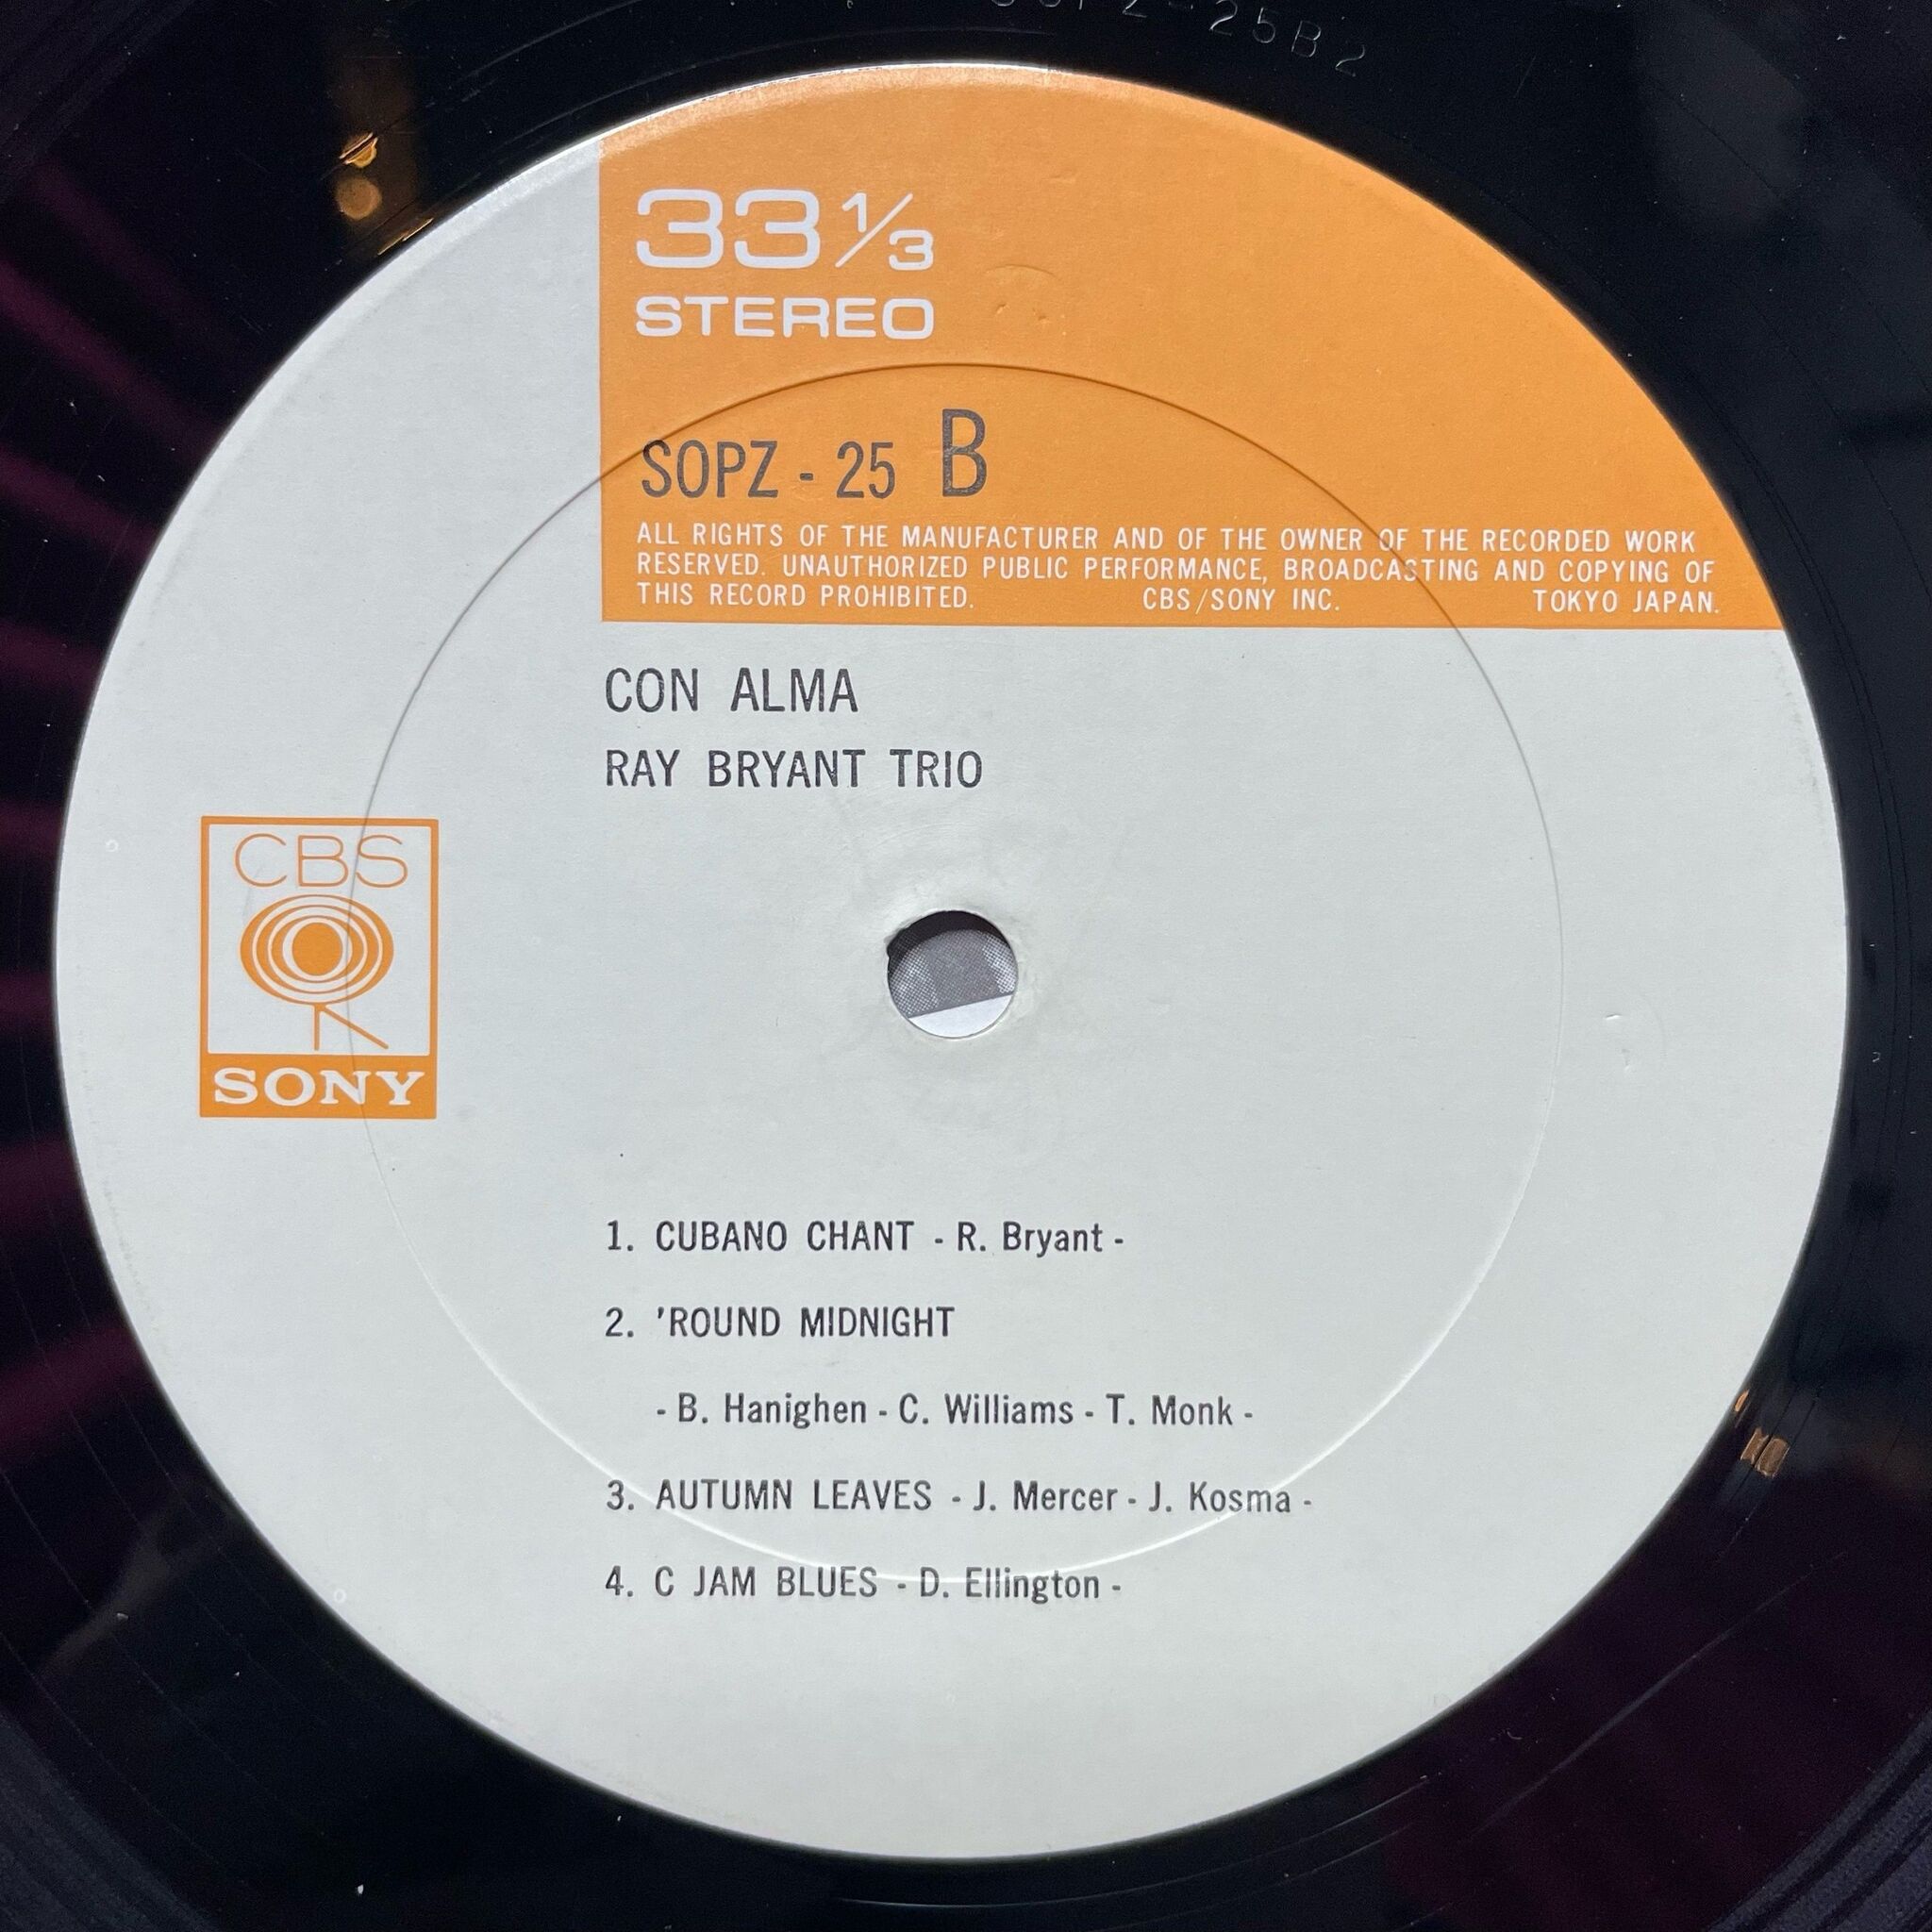 25B2
33 1/3
STEREO
SOPZ - 25 B
ALL RIGHTS OF THE MANUFACTURER AND OF THE OWNER OF THE RECORDED WORK
RESERVED. UNAUTHORIZED PUBLIC PERFORMANCE, BROADCASTING AND COPYING OF
THIS RECORD PROHIBITED. CBS/SONY INC. TOKYO JAPAN.
CON ALMA
RAY BRYANT TRIO
CBS
SONY
1. CUBANO CHANT - R. Bryant -
2. 'ROUND MIDNIGHT
- B. Hanighen - C. Williams - T. Monk -
3. AUTUMN LEAVES - J. Mercer - J. Kosma -
4. C JAM BLUES - D. Ellington -